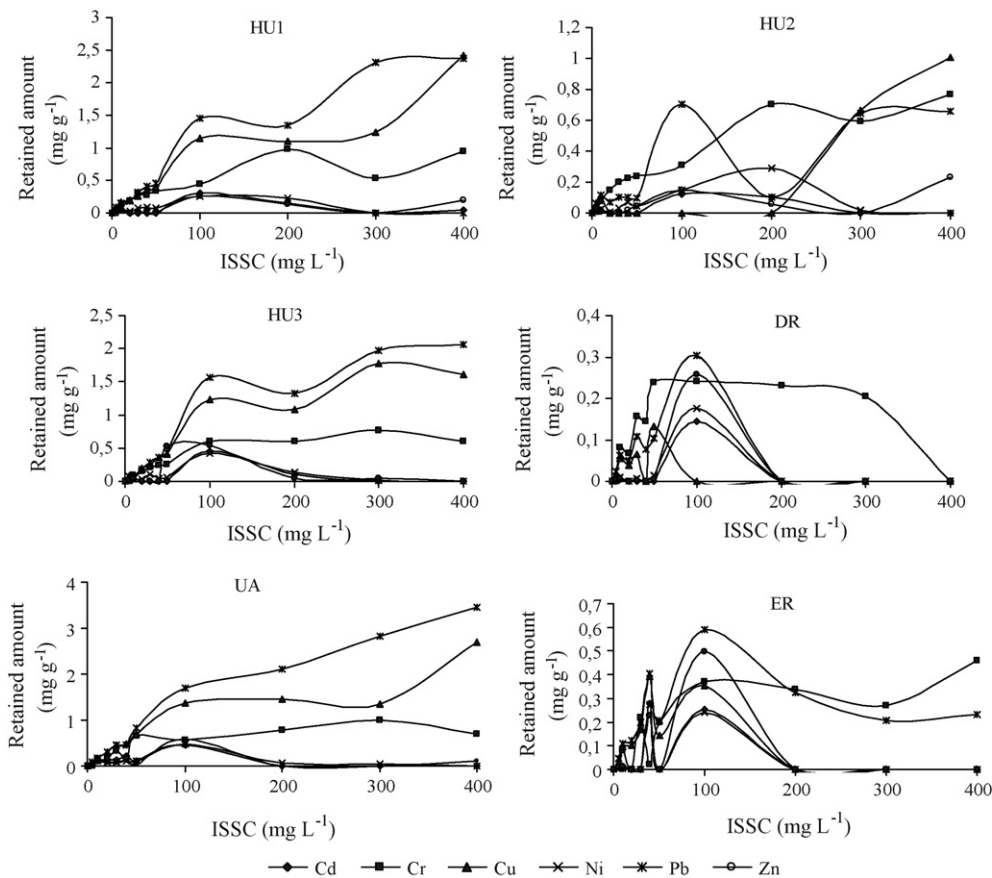 HU1
Retained amount
(mg g⁻¹)
3
2,5
2
1,5
1
0,5
0
0 100 200 300 400
ISSC (mg L⁻¹)
HU2
Retained amount
(mg g⁻¹)
1,2
1
0,8
0,6
0,4
0,2
0
0 100 200 300 400
ISSC (mg L⁻¹)
HU3
Retained amount
(mg g⁻¹)
2,5
2
1,5
1
0,5
0
0 100 200 300 400
ISSC (mg L⁻¹)
DR
Retained amount
(mg g⁻¹)
0,4
0,3
0,2
0,1
0
0 100 200 300 400
ISSC (mg L⁻¹)
UA
Retained amount
(mg g⁻¹)
4
3
2
1
0
0 100 200 300 400
ISSC (mg L⁻¹)
ER
Retained amount
(mg g⁻¹)
0,7
0,6
0,5
0,4
0,3
0,2
0,1
0
0 100 200 300 400
ISSC (mg L⁻¹)
Cd Cr Cu Ni Pb Zn